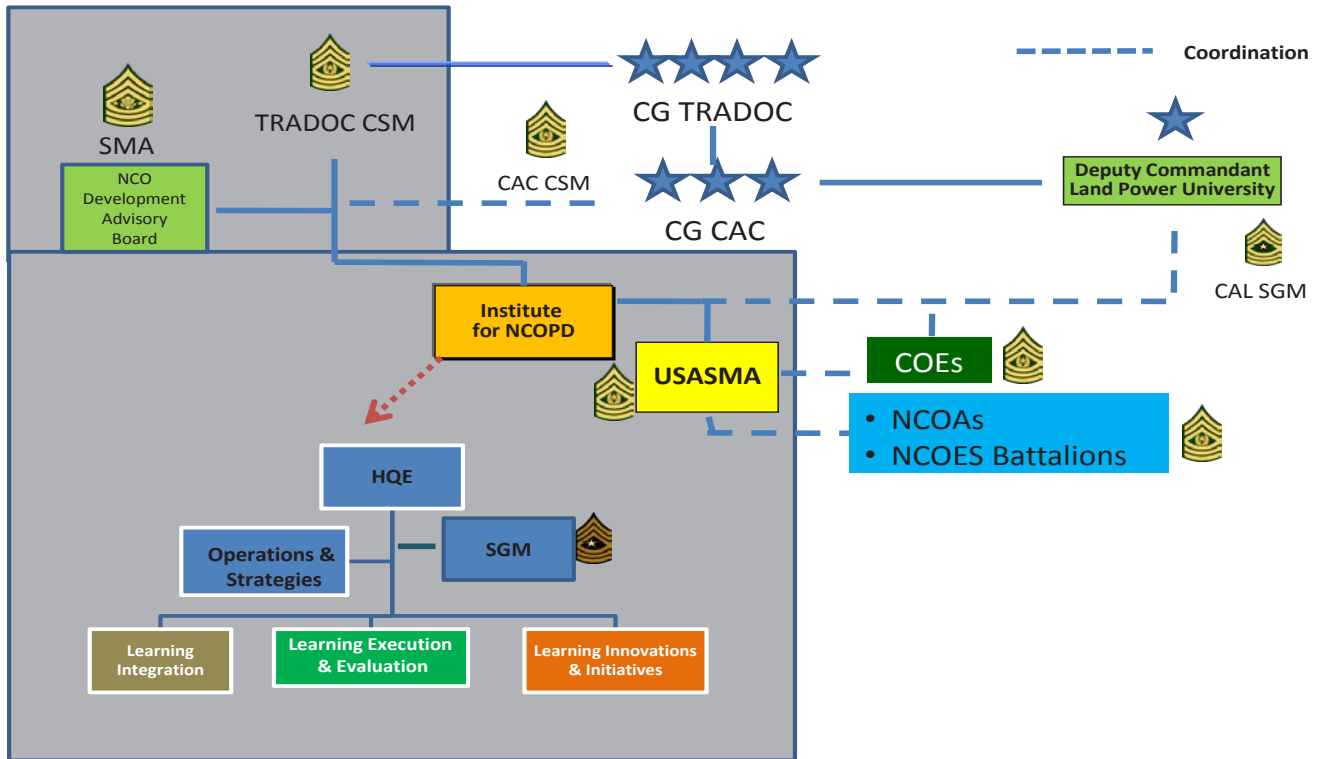 Coordination
CG TRADOC
TRADOC CSM
SMA
CAC CSM
NCO
Development
Advisory
Board
CG CAC
Deputy Commandant
Land Power University
CAL SGM
Institute
for NCOPD
USASMA
COEs
• NCOAs
• NCOES Battalions
HQE
Operations &
Strategies
SGM
Learning
Integration
Learning Execution
& Evaluation
Learning Innovations
& Initiatives